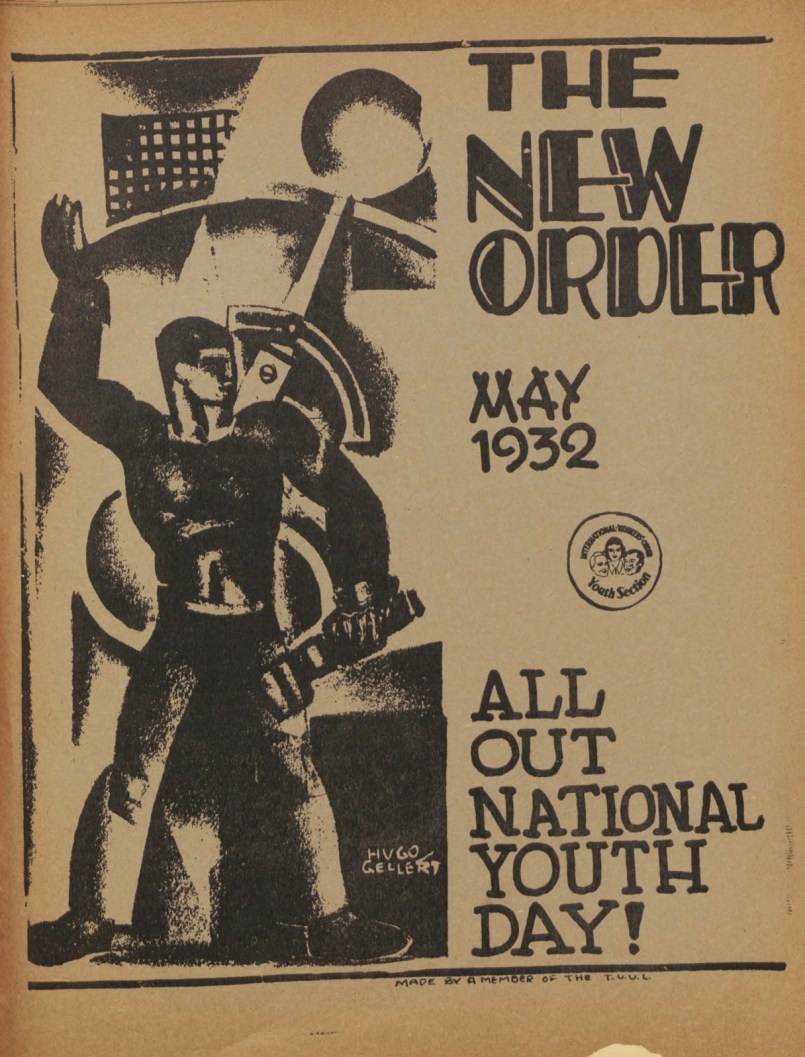 THE
NEW
ORDER
MAY
1932
INTERNATIONAL WORKERS ORDER
Youth Section
ALL
OUT
NATIONAL
YOUTH
DAY!
HUGO
GELLERT
MADE BY A MEMBER OF THE T.U.U.L.